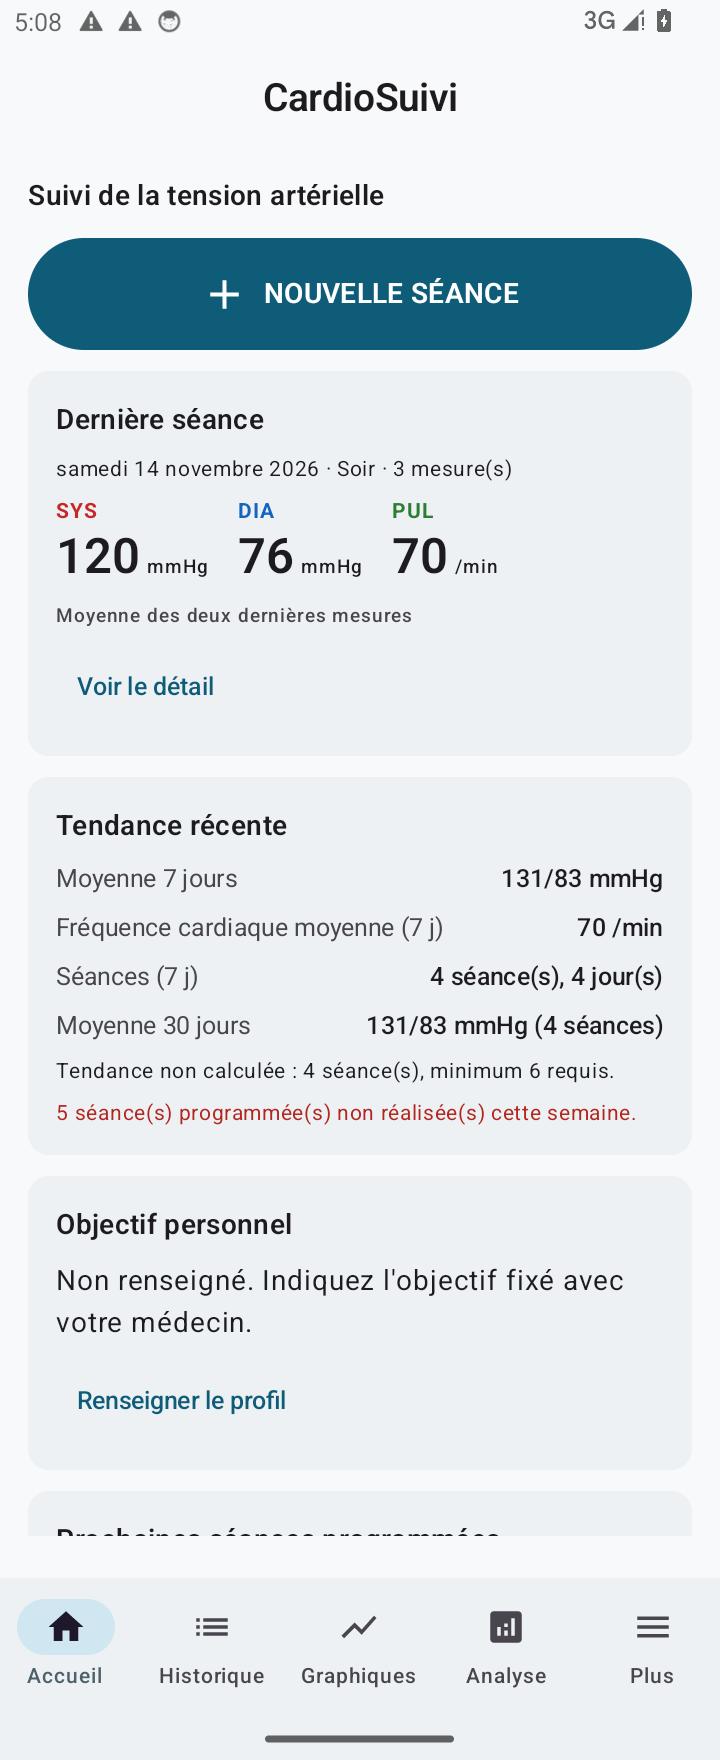 5:08
3G
CardioSuivi
Suivi de la tension artérielle
NOUVELLE SÉANCE
Dernière séance
samedi 14 novembre 2026 · Soir · 3 mesure(s)
SYS DIA PUL
120 mmHg 76 mmHg 70 /min
Moyenne des deux dernières mesures
Voir le détail
Tendance récente
Moyenne 7 jours 131/83 mmHg
Fréquence cardiaque moyenne (7 j) 70 /min
Séances (7 j) 4 séance(s), 4 jour(s)
Moyenne 30 jours 131/83 mmHg (4 séances)
Tendance non calculée : 4 séance(s), minimum 6 requis.
5 séance(s) programmée(s) non réalisée(s) cette semaine.
Objectif personnel
Non renseigné. Indiquez l'objectif fixé avec
votre médecin.
Renseigner le profil
Prochaines séances programmées
Accueil Historique Graphiques Analyse Plus